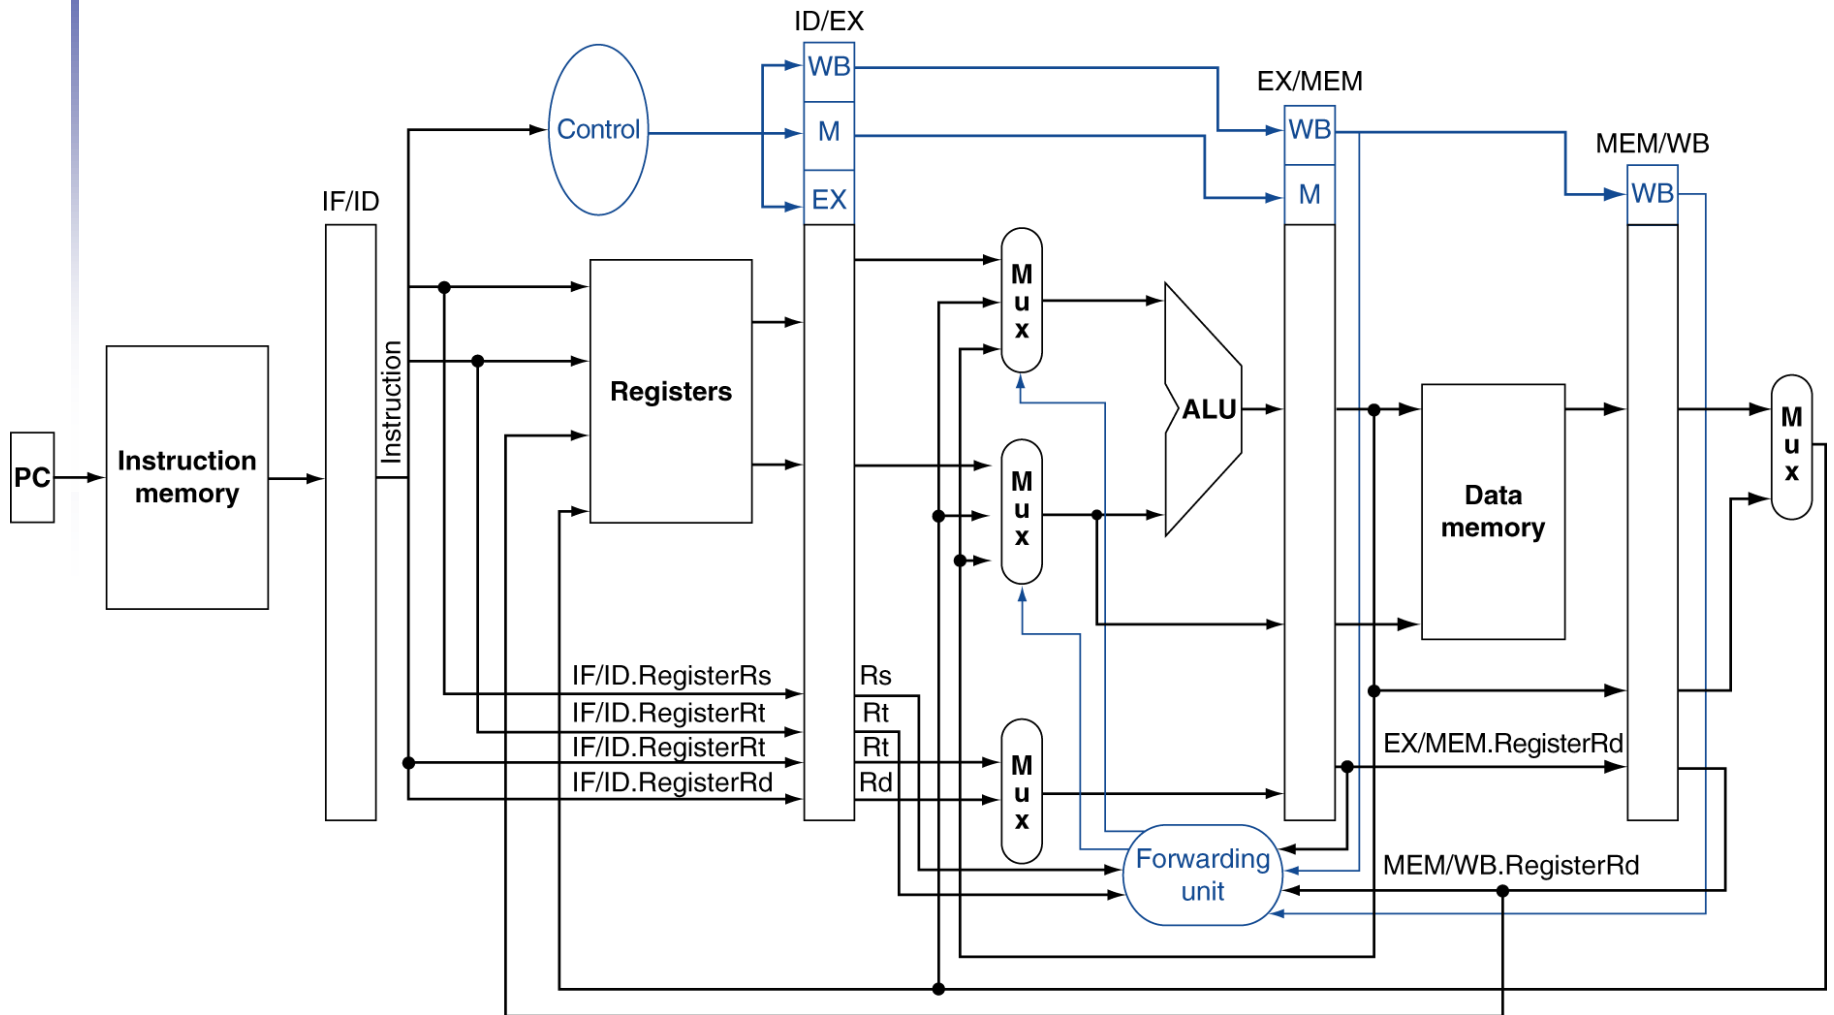 ID/EX
WB
EX/MEM
Control
M
WB
MEM/WB
EX
M
WB
IF/ID
M
u
x
Instruction
Registers
ALU
M
u
x
PC
Instruction
memory
M
u
x
Data
memory
IF/ID.RegisterRs
Rs
IF/ID.RegisterRt
Rt
IF/ID.RegisterRt
Rt
EX/MEM.RegisterRd
IF/ID.RegisterRd
Rd
M
u
x
Forwarding
unit
MEM/WB.RegisterRd